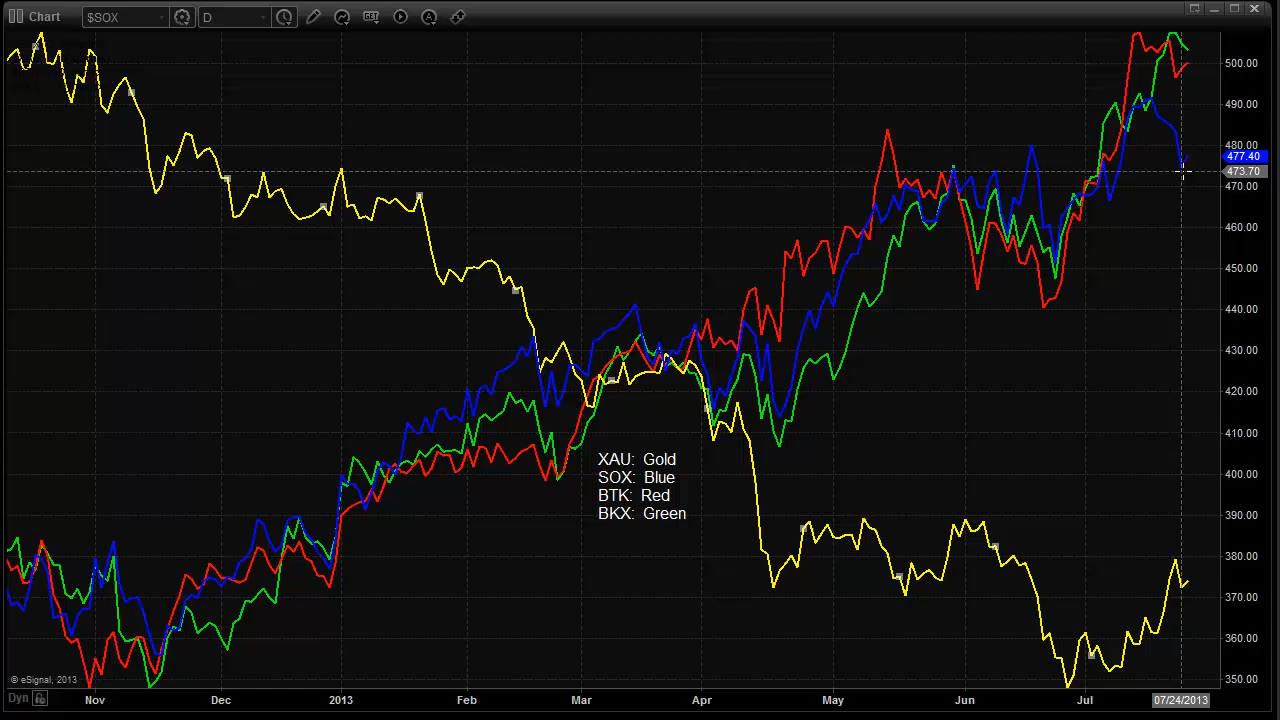 Chart $SOX D GET A
500.00
490.00
480.00
477.40
473.70
470.00
460.00
450.00
440.00
430.00
420.00
410.00
400.00
390.00
380.00
370.00
360.00
350.00
XAU: Gold
SOX: Blue
BTK: Red
BKX: Green
© eSignal, 2013
Dyn Nov Dec 2013 Feb Mar Apr May Jun Jul 07/24/2013